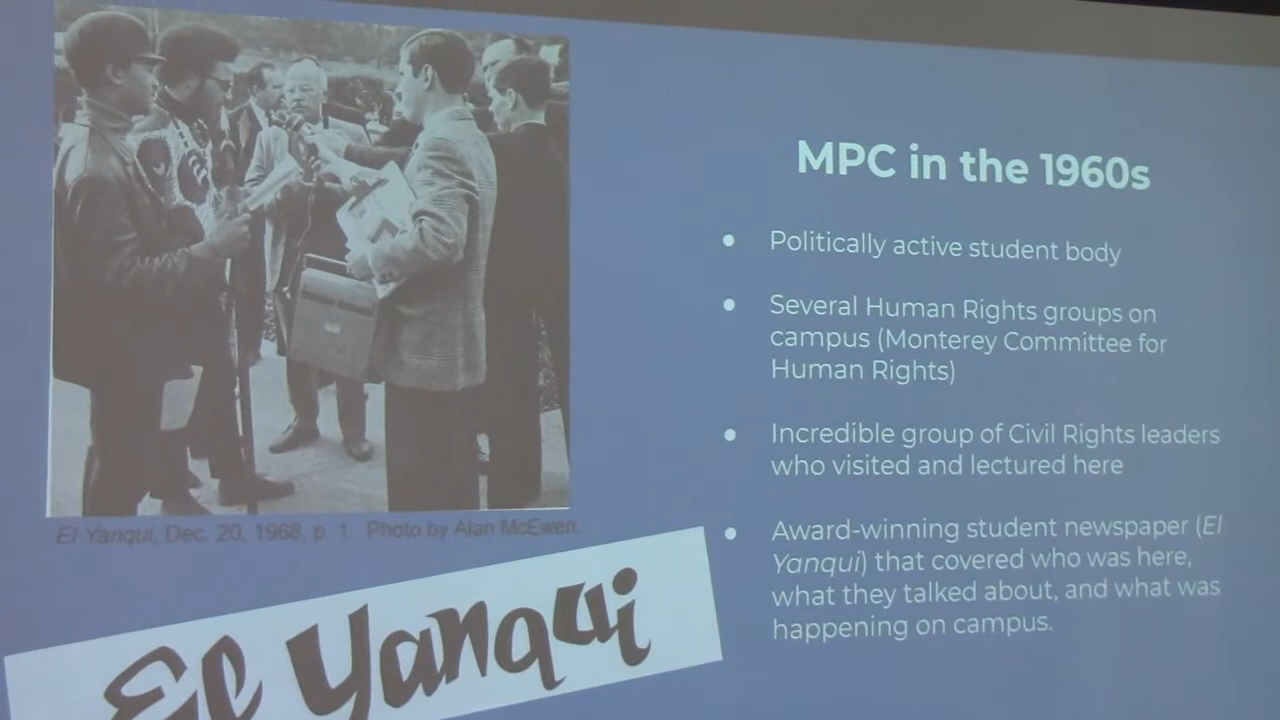 MPC in the 1960s
● Politically active student body
● Several Human Rights groups on
campus (Monterey Committee for
Human Rights)
● Incredible group of Civil Rights leaders
who visited and lectured here
● Award-winning student newspaper (El
Yanqui) that covered who was here,
what they talked about, and what was
happening on campus.
El Yanqui, Dec. 20, 1968, p. 1. Photo by Alan McEwen.
El Yanqui